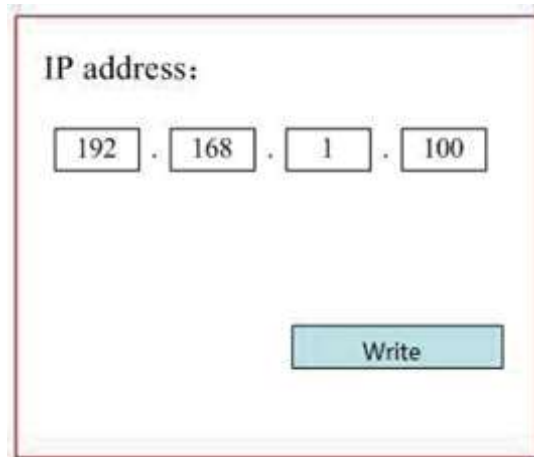 IP address：
192 . 168 . 1 . 100
Write